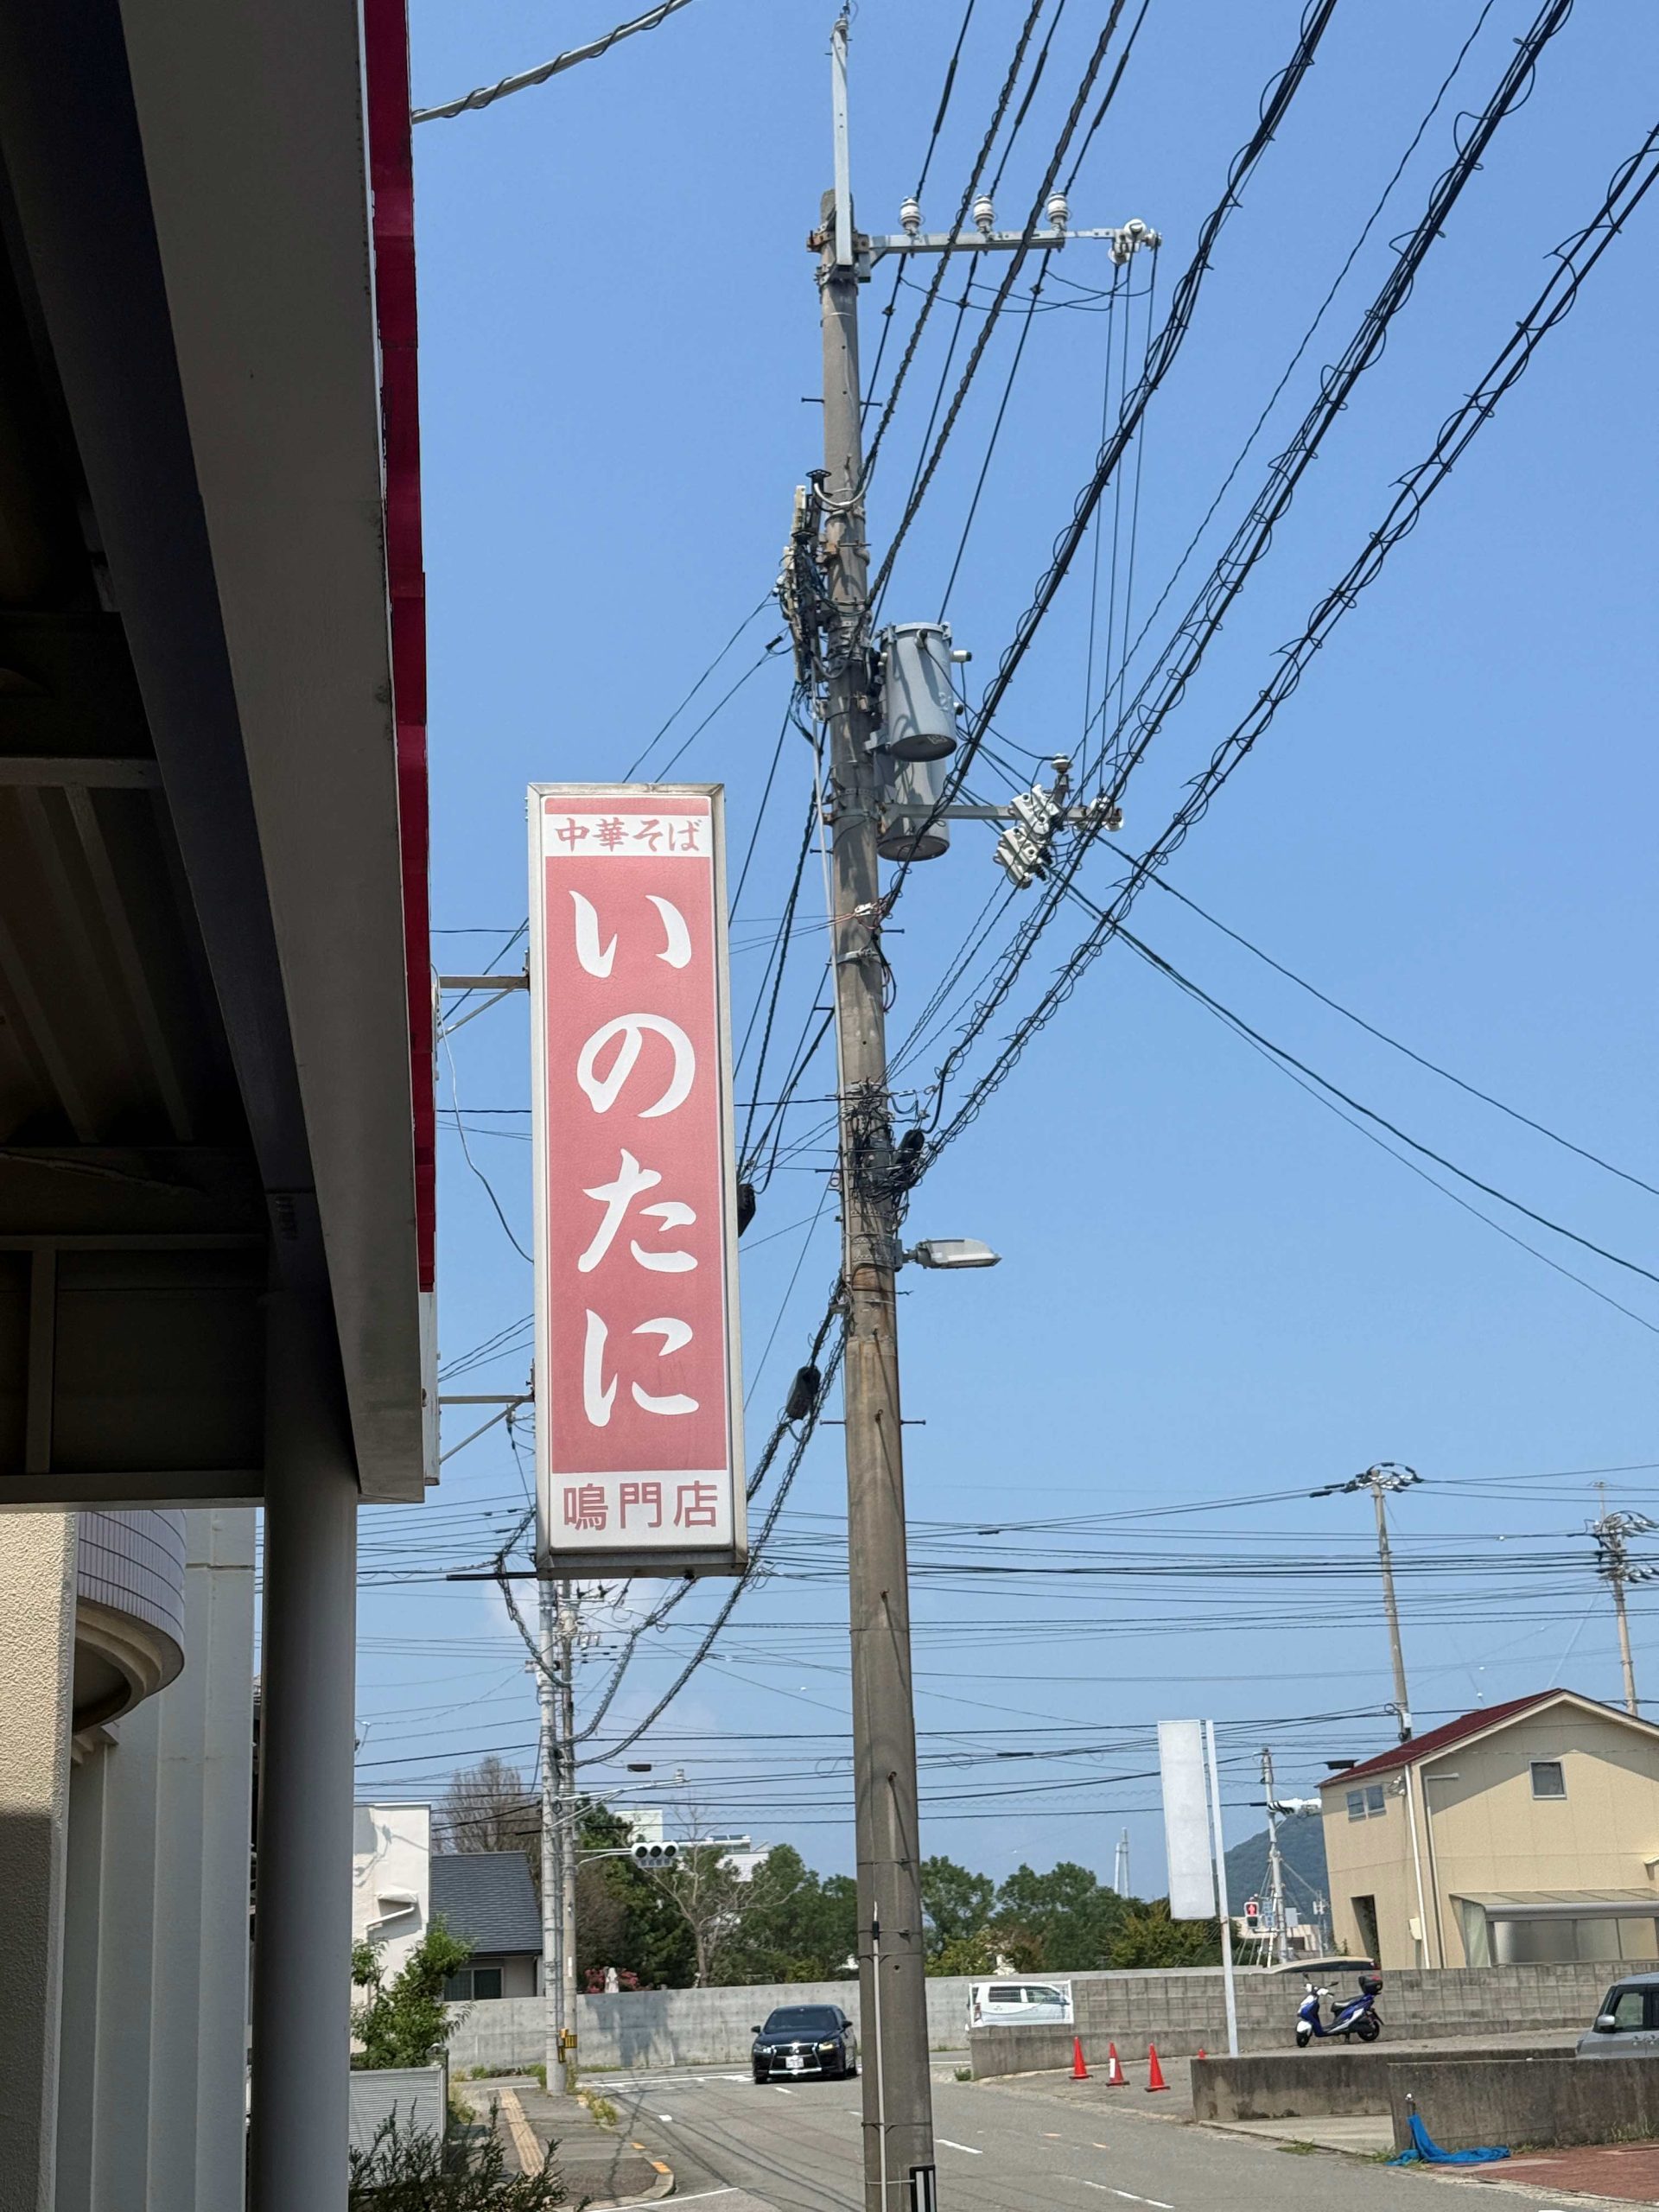 中華そば
いのたに
鳴門店